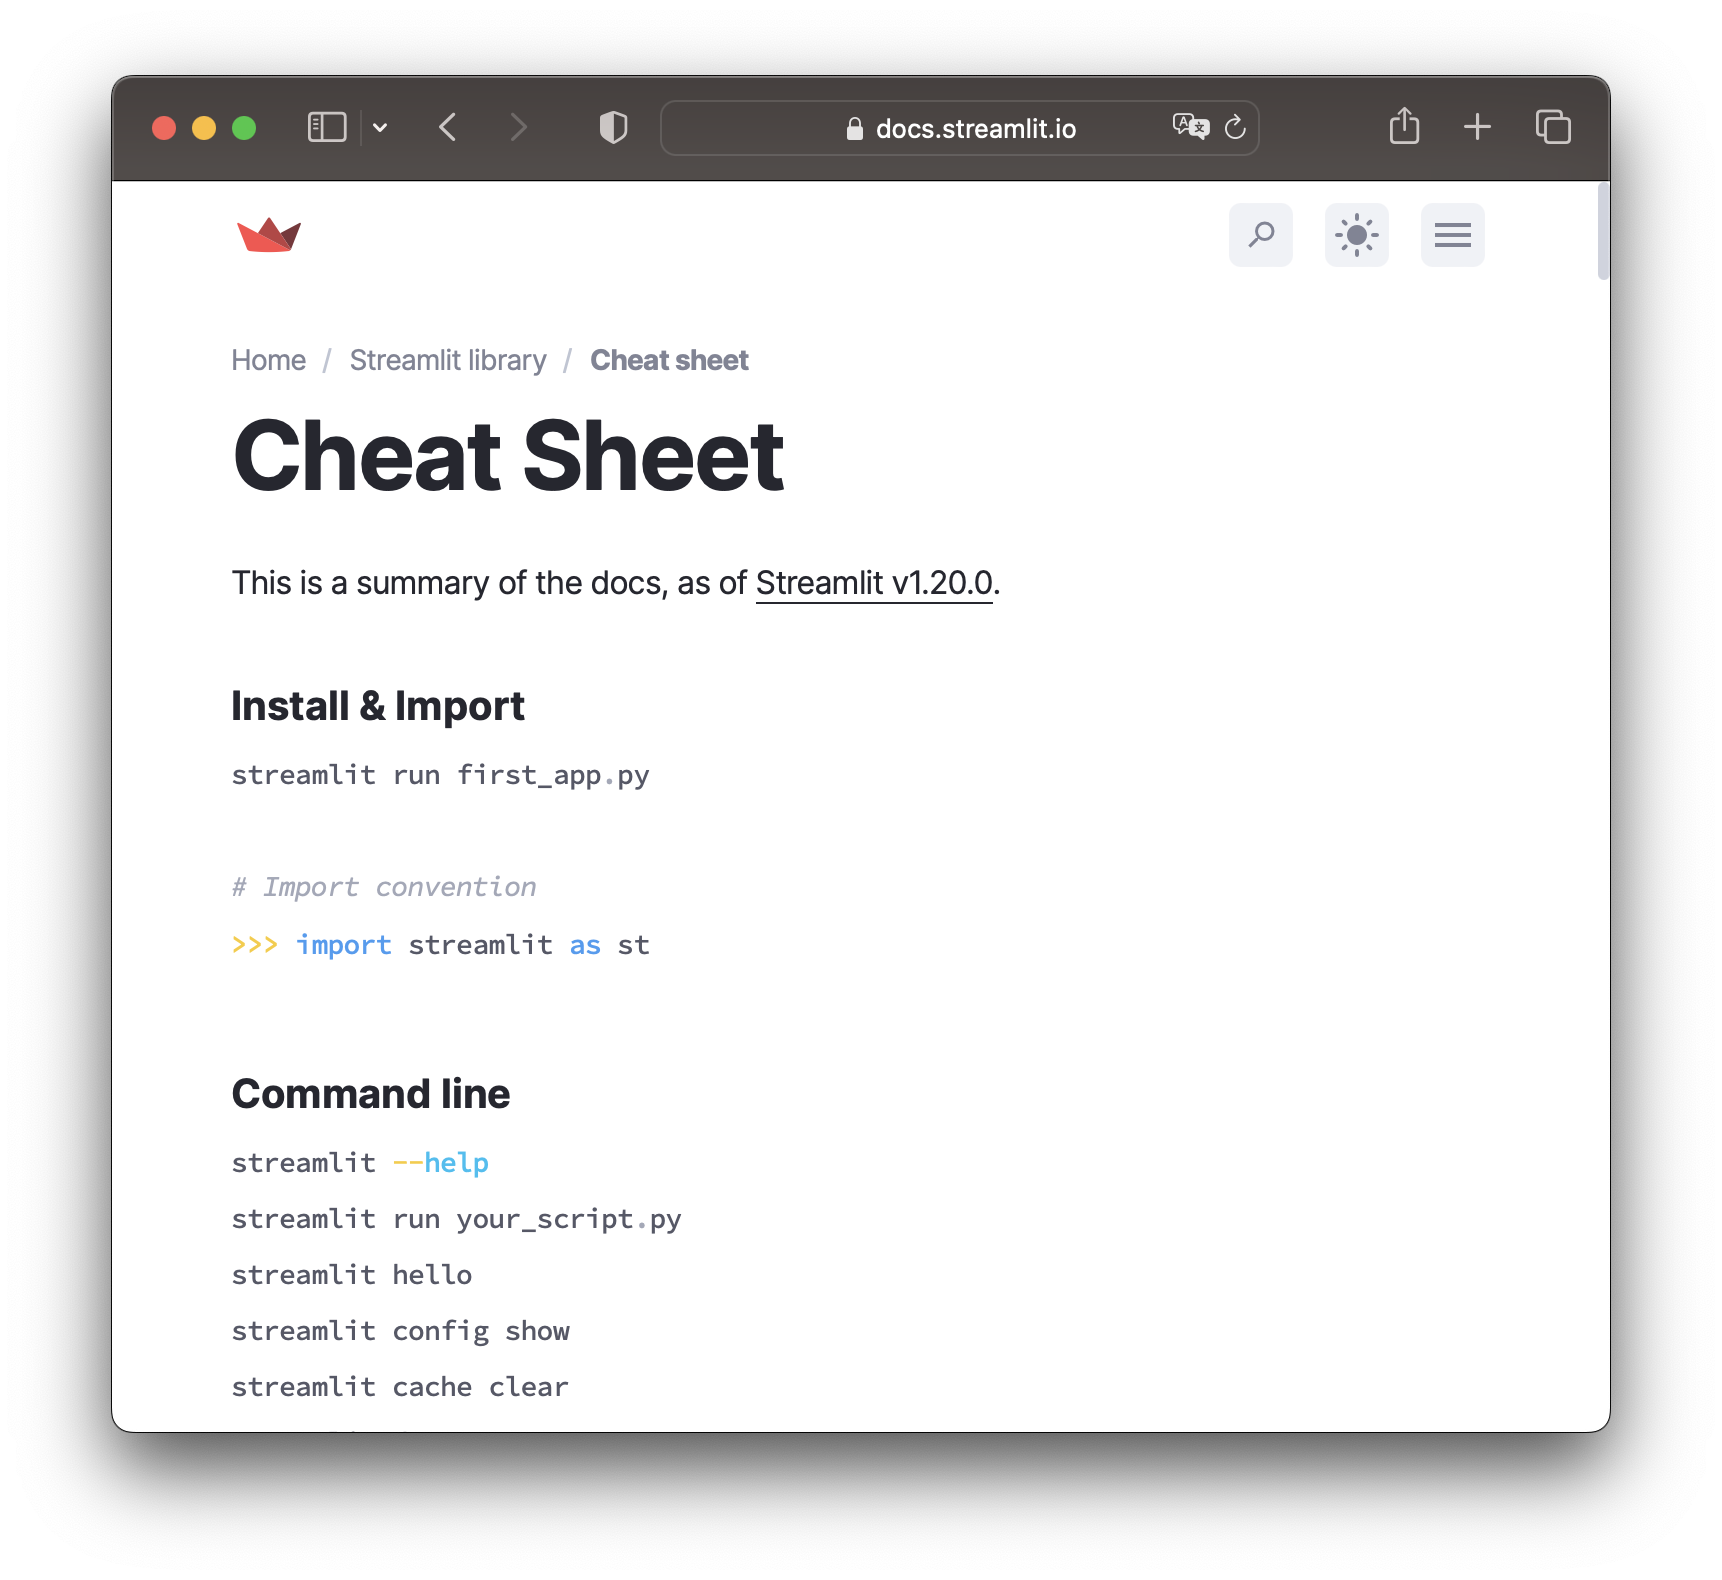 docs.streamlit.io
Home / Streamlit library / Cheat sheet
Cheat Sheet
This is a summary of the docs, as of Streamlit v1.20.0.
Install & Import
streamlit run first_app.py
# Import convention
>>> import streamlit as st
Command line
streamlit --help
streamlit run your_script.py
streamlit hello
streamlit config show
streamlit cache clear